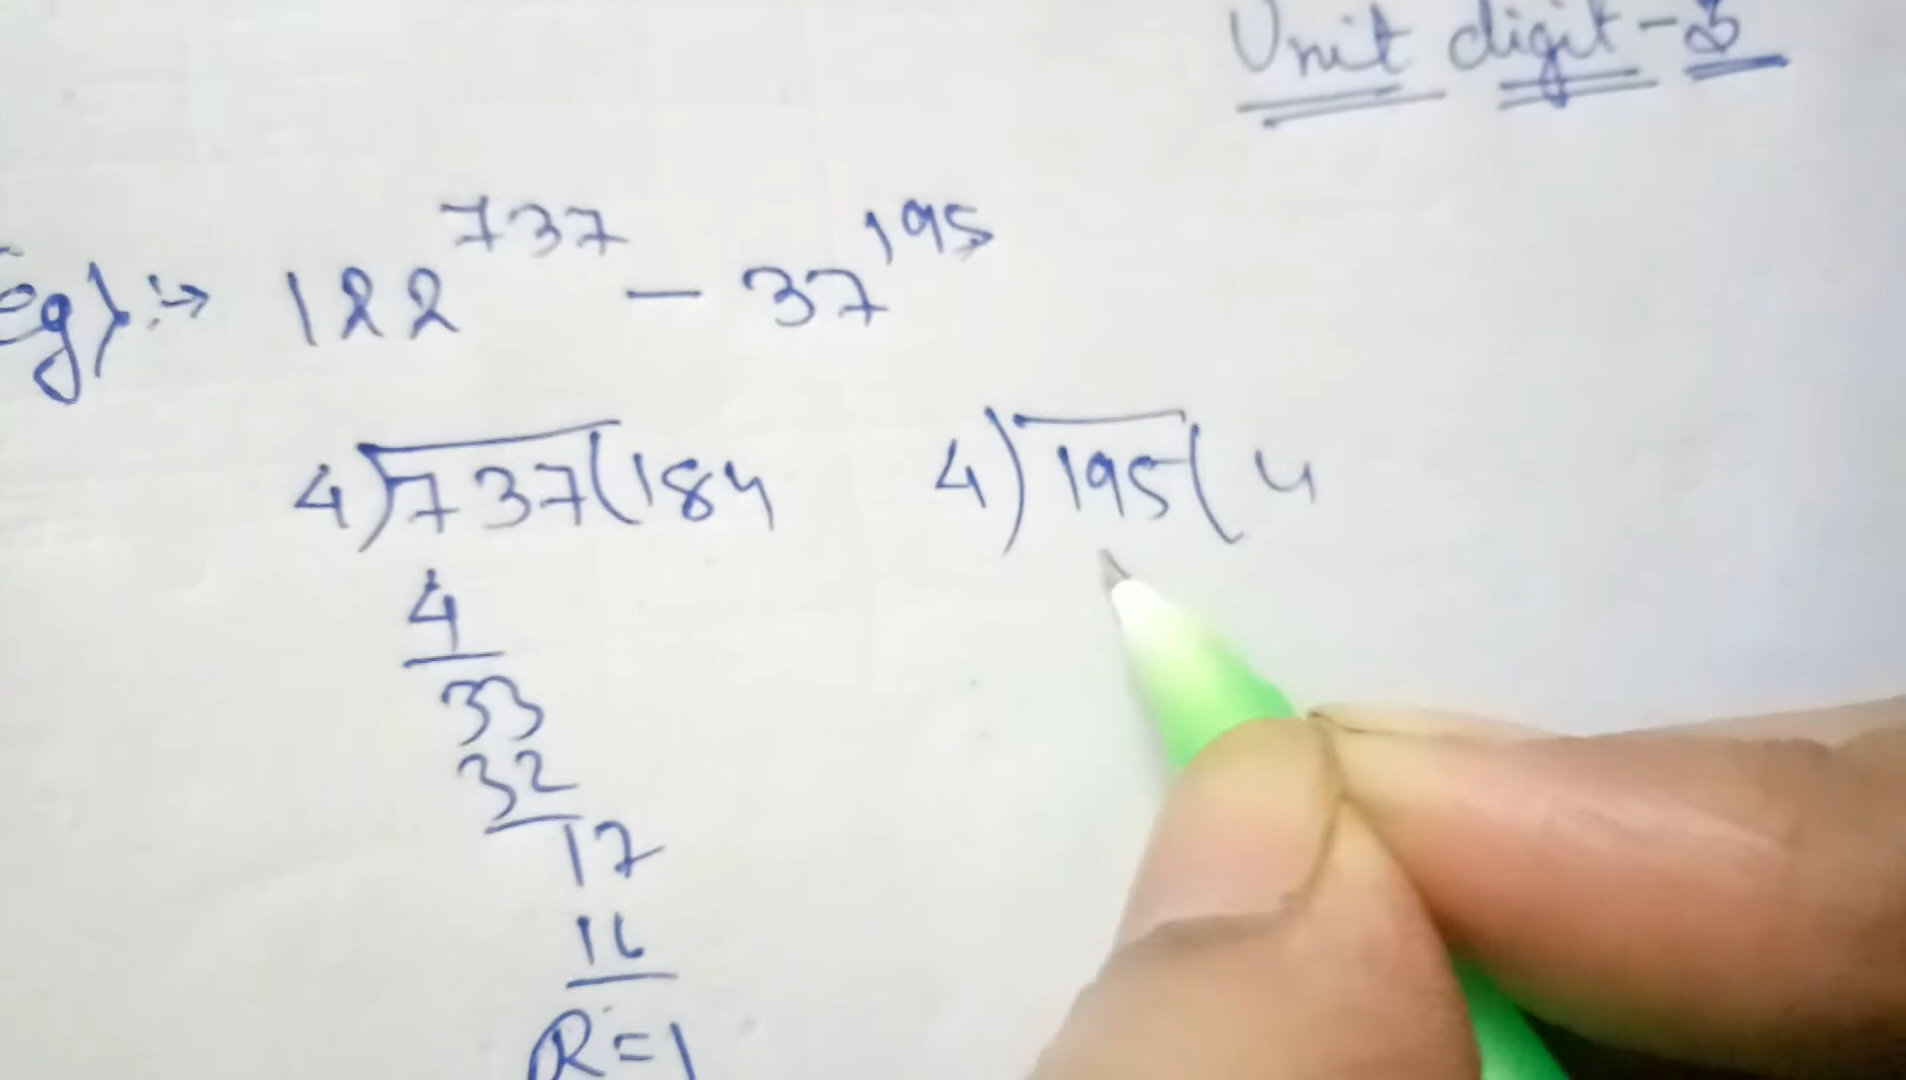 Unit digit - 3
Eg) :→ 122^737 - 37^195
4)737(184
4
33
32
17
16
R=1
4)195(4